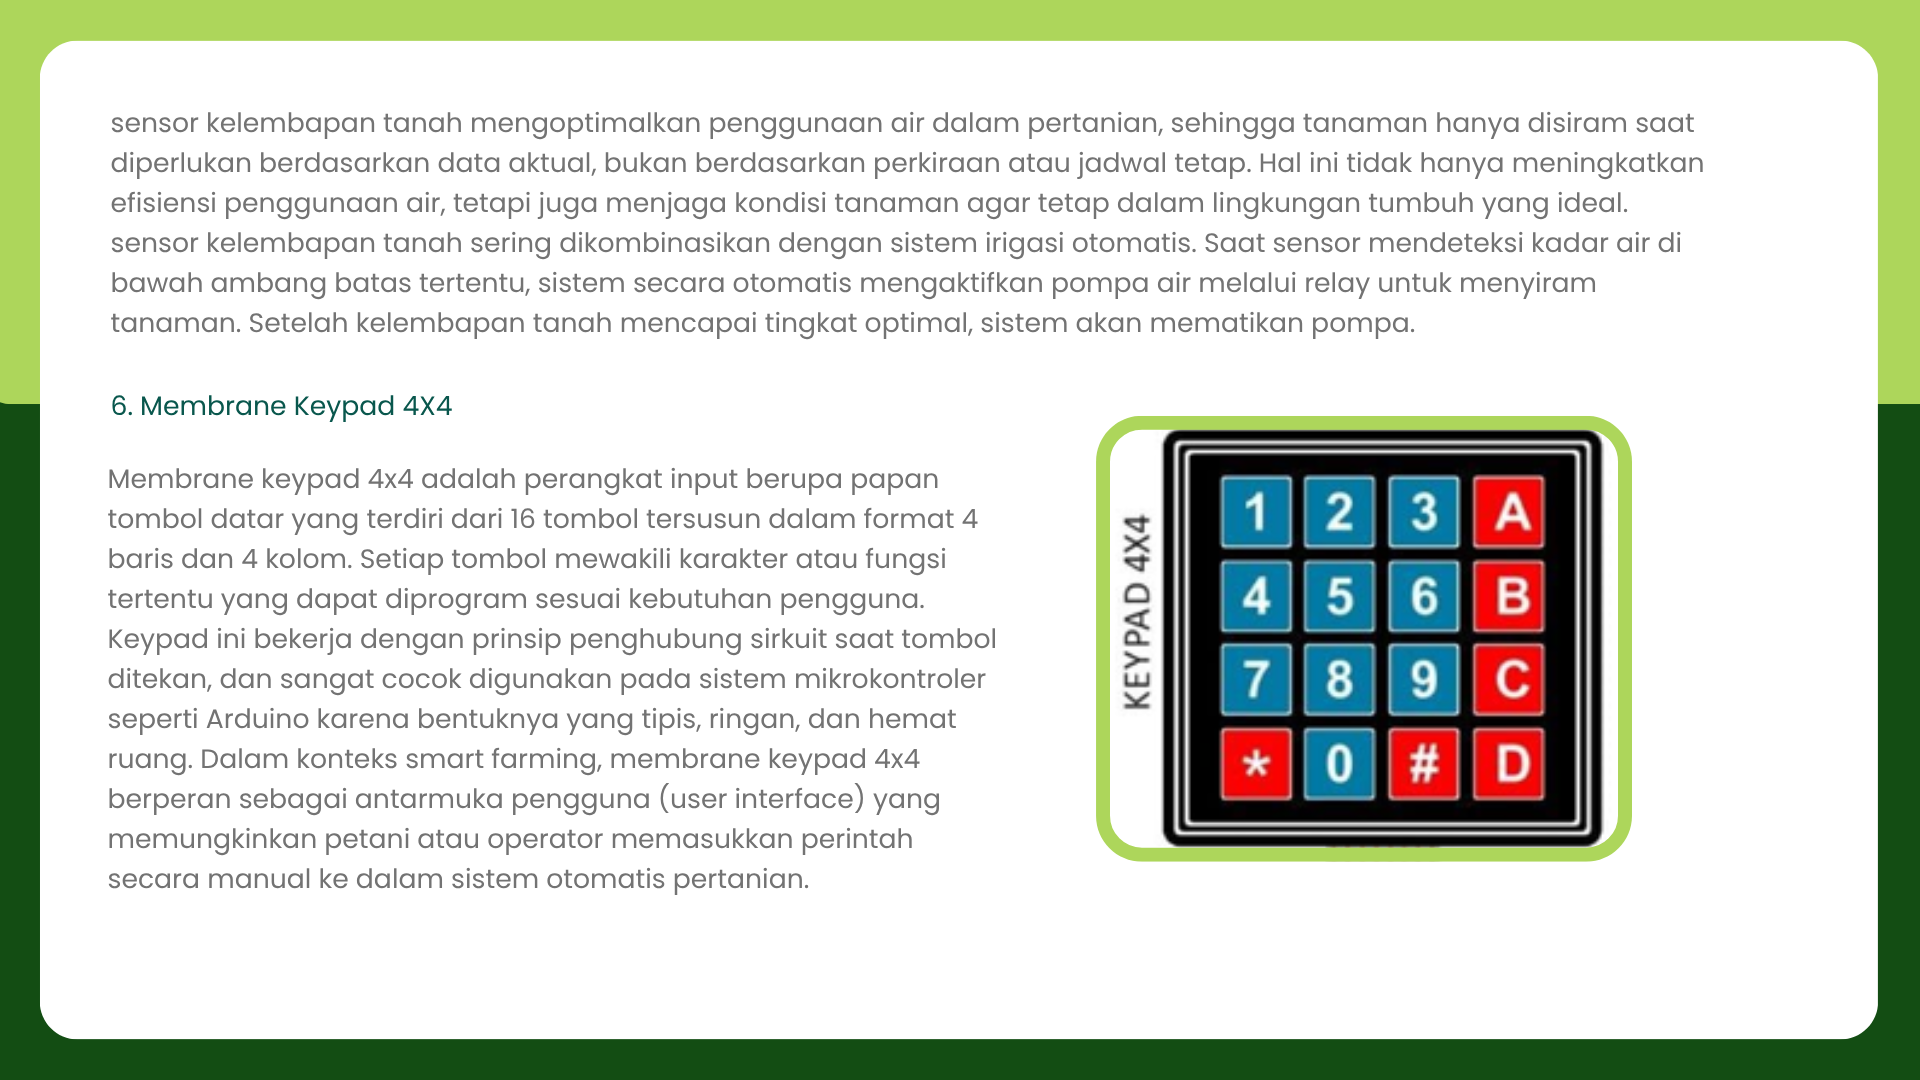 sensor kelembapan tanah mengoptimalkan penggunaan air dalam pertanian, sehingga tanaman hanya disiram saat
diperlukan berdasarkan data aktual, bukan berdasarkan perkiraan atau jadwal tetap. Hal ini tidak hanya meningkatkan
efisiensi penggunaan air, tetapi juga menjaga kondisi tanaman agar tetap dalam lingkungan tumbuh yang ideal.
sensor kelembapan tanah sering dikombinasikan dengan sistem irigasi otomatis. Saat sensor mendeteksi kadar air di
bawah ambang batas tertentu, sistem secara otomatis mengaktifkan pompa air melalui relay untuk menyiram
tanaman. Setelah kelembapan tanah mencapai tingkat optimal, sistem akan mematikan pompa.
6. Membrane Keypad 4X4
Membrane keypad 4x4 adalah perangkat input berupa papan
tombol datar yang terdiri dari 16 tombol tersusun dalam format 4
baris dan 4 kolom. Setiap tombol mewakili karakter atau fungsi
tertentu yang dapat diprogram sesuai kebutuhan pengguna.
Keypad ini bekerja dengan prinsip penghubung sirkuit saat tombol
ditekan, dan sangat cocok digunakan pada sistem mikrokontroler
seperti Arduino karena bentuknya yang tipis, ringan, dan hemat
ruang. Dalam konteks smart farming, membrane keypad 4x4
berperan sebagai antarmuka pengguna (user interface) yang
memungkinkan petani atau operator memasukkan perintah
secara manual ke dalam sistem otomatis pertanian.
KEYPAD 4X4
1 2 3 A
4 5 6 B
7 8 9 C
* 0 # D